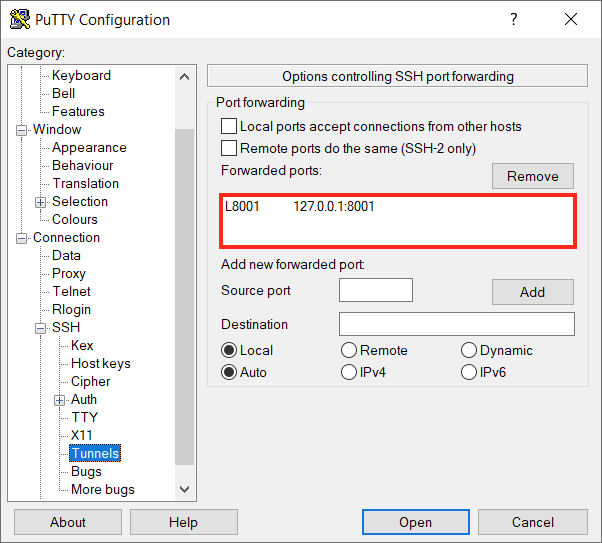 PuTTY Configuration
?
Category:
Keyboard
Bell
Features
Window
Appearance
Behaviour
Translation
Selection
Colours
Connection
Data
Proxy
Telnet
Rlogin
SSH
Kex
Host keys
Cipher
Auth
TTY
X11
Tunnels
Bugs
More bugs
Options controlling SSH port forwarding
Port forwarding
Local ports accept connections from other hosts
Remote ports do the same (SSH-2 only)
Forwarded ports:
Remove
L8001 127.0.0.1:8001
Add new forwarded port:
Source port
Add
Destination
Local Remote Dynamic
Auto IPv4 IPv6
About Help Open Cancel